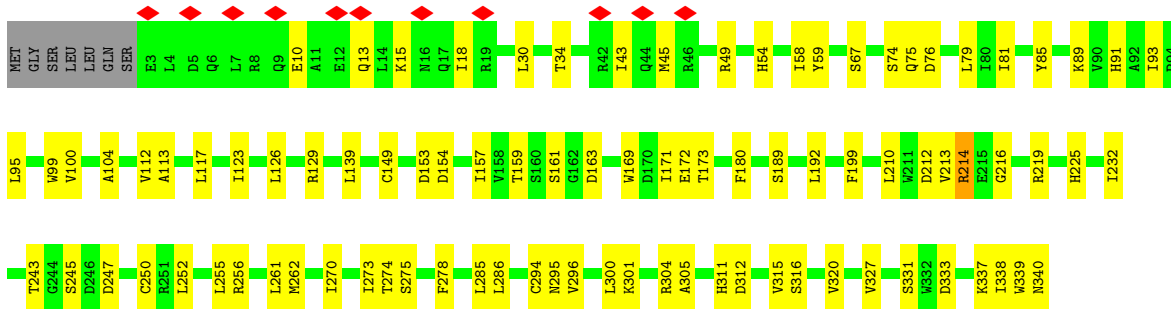 MET GLY SER LEU LEU GLN SER E3 L4 D5 Q6 L7 R8 Q9 E10 A11 E12 Q13 L14 K15 N16 Q17 I18 R19 L30 T34 R42 I43 Q44 M45 R46 R49 H54 I58 Y59 S67 S74 Q75 D76 L79 I80 I81 Y85 K89 V90 H91 A92 I93
L95 W99 V100 A104 V112 A113 L117 I123 L126 R129 L139 C149 D153 D154 I157 V158 T159 S160 S161 G162 D163 W169 D170 I171 E172 T173 F180 S189 L192 F199 L210 W211 D212 V213 R214 E215 G216 R219 H225 I232
T243 G244 S245 D246 D247 C250 R251 L252 L255 R256 L261 M262 I270 I273 T274 S275 F278 L285 L286 C294 N295 V296 L300 K301 R304 A305 H311 D312 V315 S316 V320 V327 S331 W332 D333 K337 I338 W339 N340